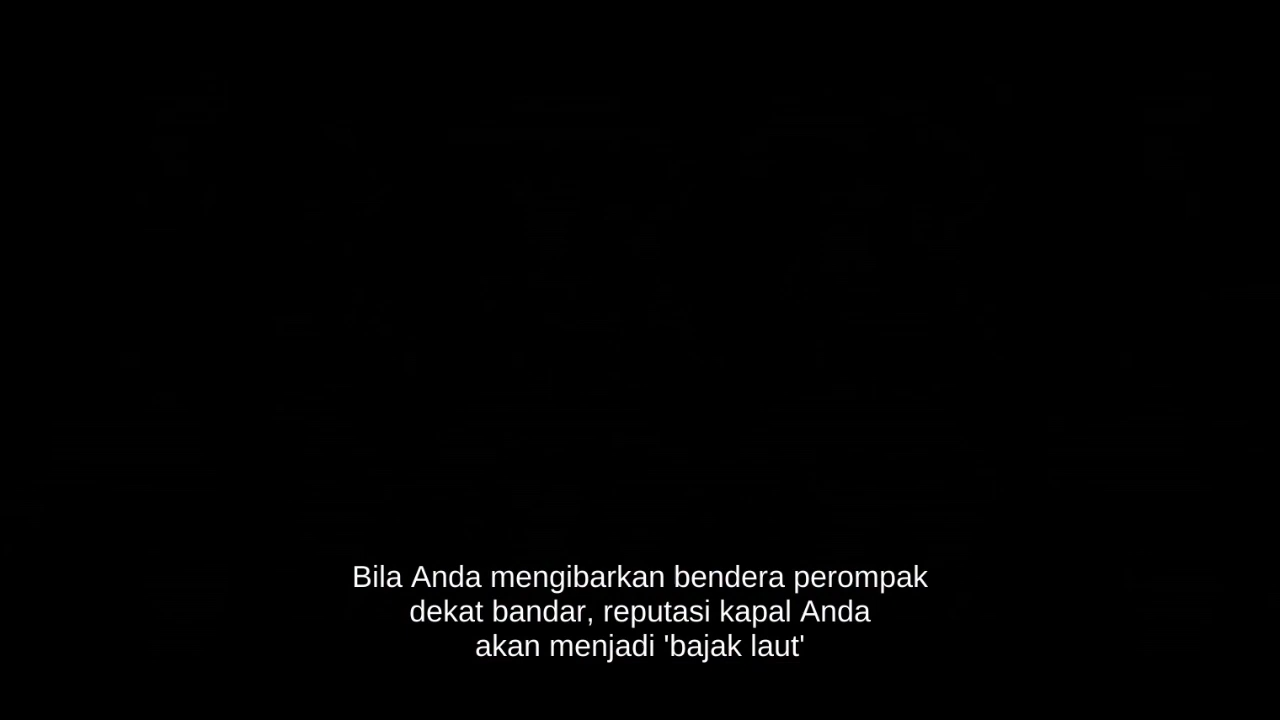 Bila Anda mengibarkan bendera perompak
dekat bandar, reputasi kapal Anda
akan menjadi 'bajak laut'